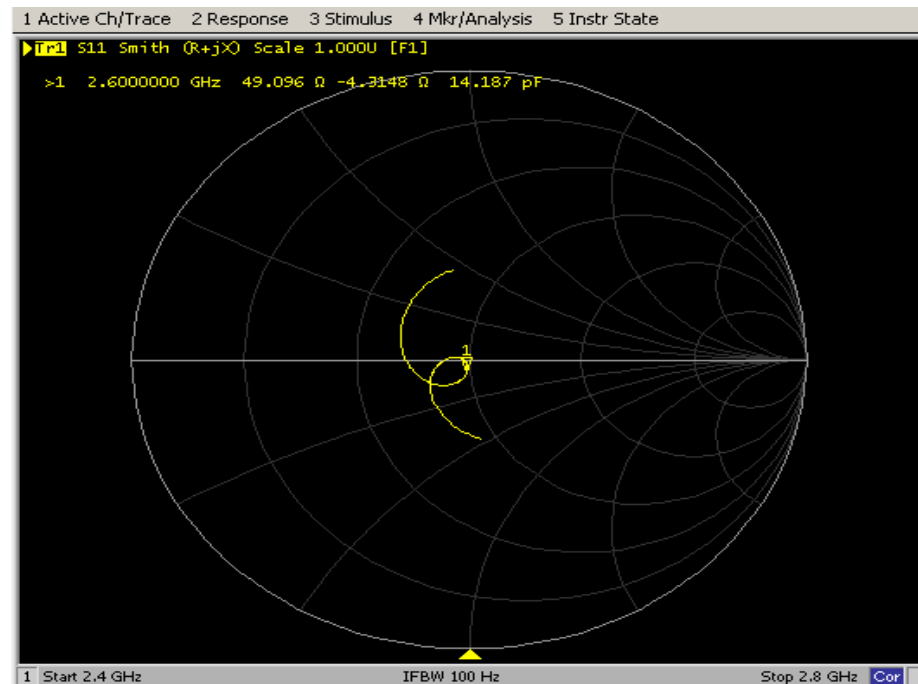 1 Active Ch/Trace 2 Response 3 Stimulus 4 Mkr/Analysis 5 Instr State
Tr1 S11 Smith (R+jX) Scale 1.000U [F1]
>1 2.6000000 GHz 49.096 Ω -4.3148 Ω 14.187 pF
1
1 Start 2.4 GHz IFBW 100 Hz Stop 2.8 GHz Cor